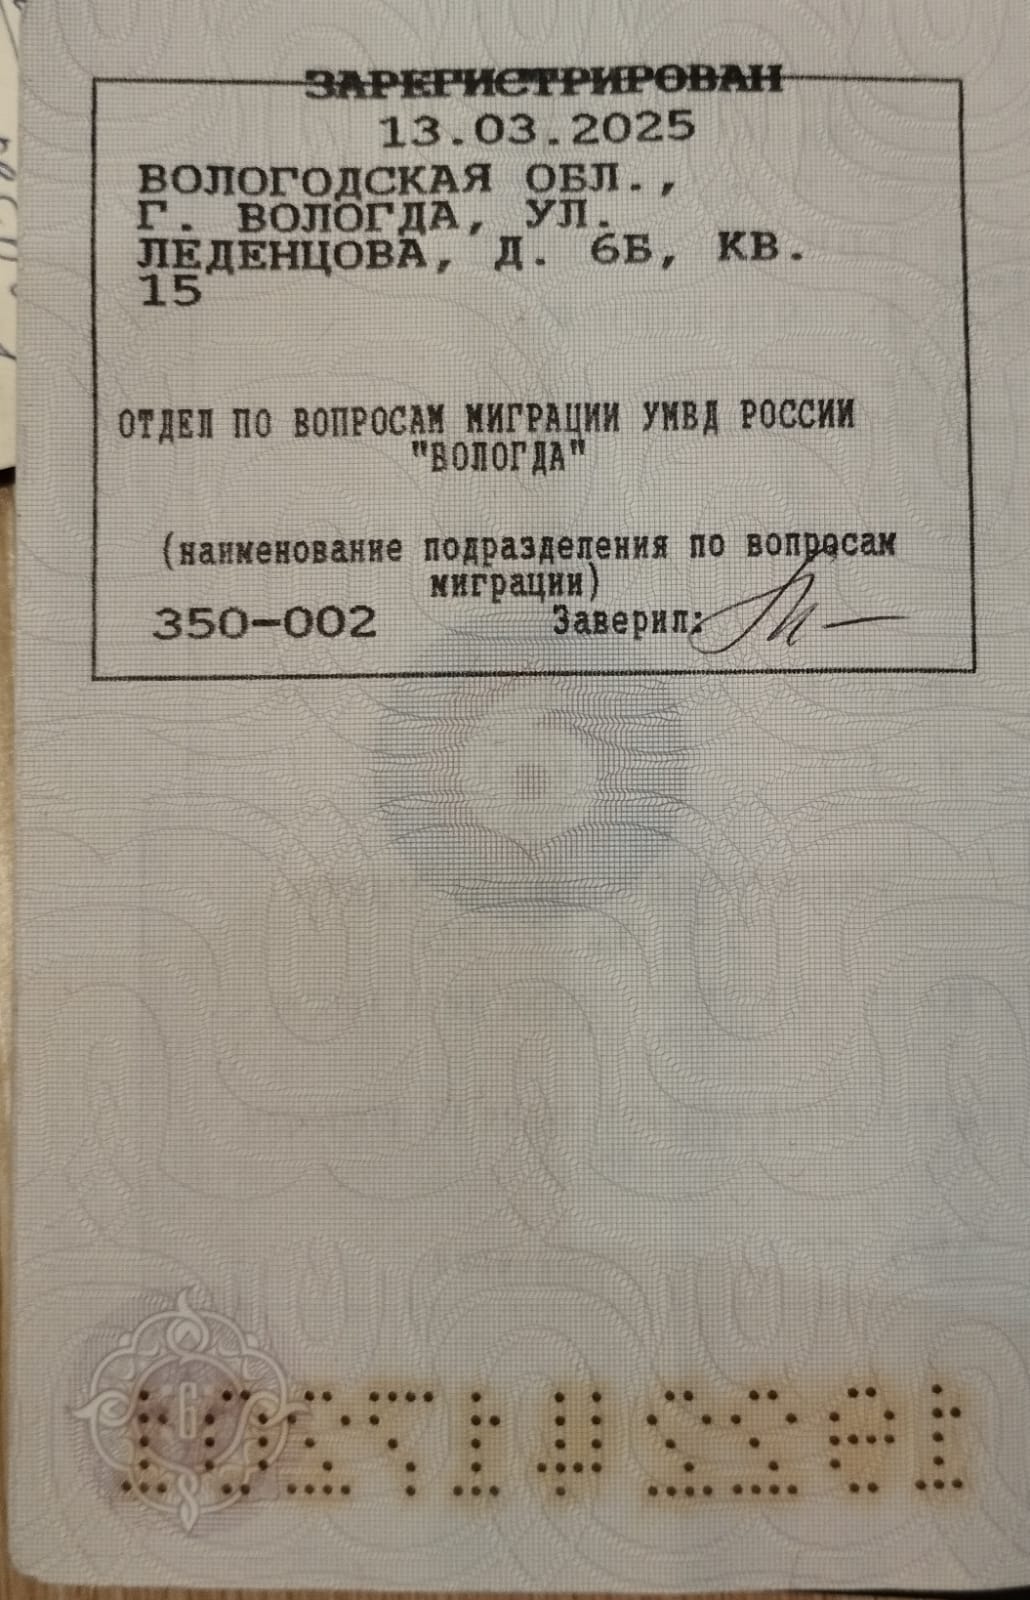 ЗАРЕГИСТРИРОВАН
13.03.2025
ВОЛОГОДСКАЯ ОБЛ.,
Г. ВОЛОГДА, УЛ.
ЛЕДЕНЦОВА, Д. 6Б, КВ.
15
ОТДЕЛ ПО ВОПРОСАМ МИГРАЦИИ УМВД РОССИИ
"ВОЛОГДА"
(наименование подразделения по вопросам
миграции)
350-002 Заверил:
6